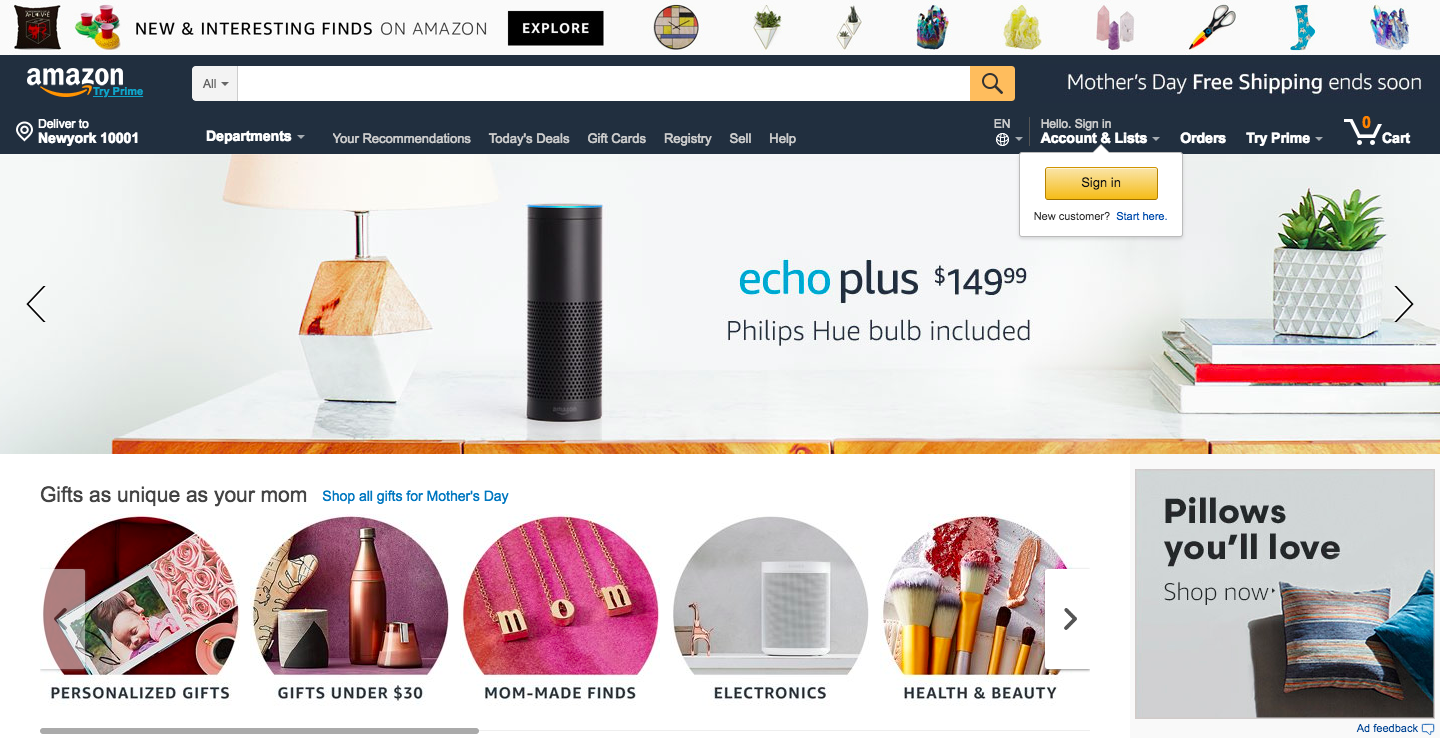 NEW & INTERESTING FINDS ON AMAZON EXPLORE
amazon
Try Prime
All
Mother's Day Free Shipping ends soon
Deliver to
Newyork 10001
Departments
Your Recommendations Today's Deals Gift Cards Registry Sell Help
EN
Hello. Sign in
Account & Lists
Orders
Try Prime
0
Cart
Sign in
New customer? Start here.
echo plus $149 99
Philips Hue bulb included
amazon
Gifts as unique as your mom Shop all gifts for Mother's Day
m O m
PERSONALIZED GIFTS
GIFTS UNDER $30
MOM-MADE FINDS
ELECTRONICS
HEALTH & BEAUTY
Pillows
you'll love
Shop now
Ad feedback